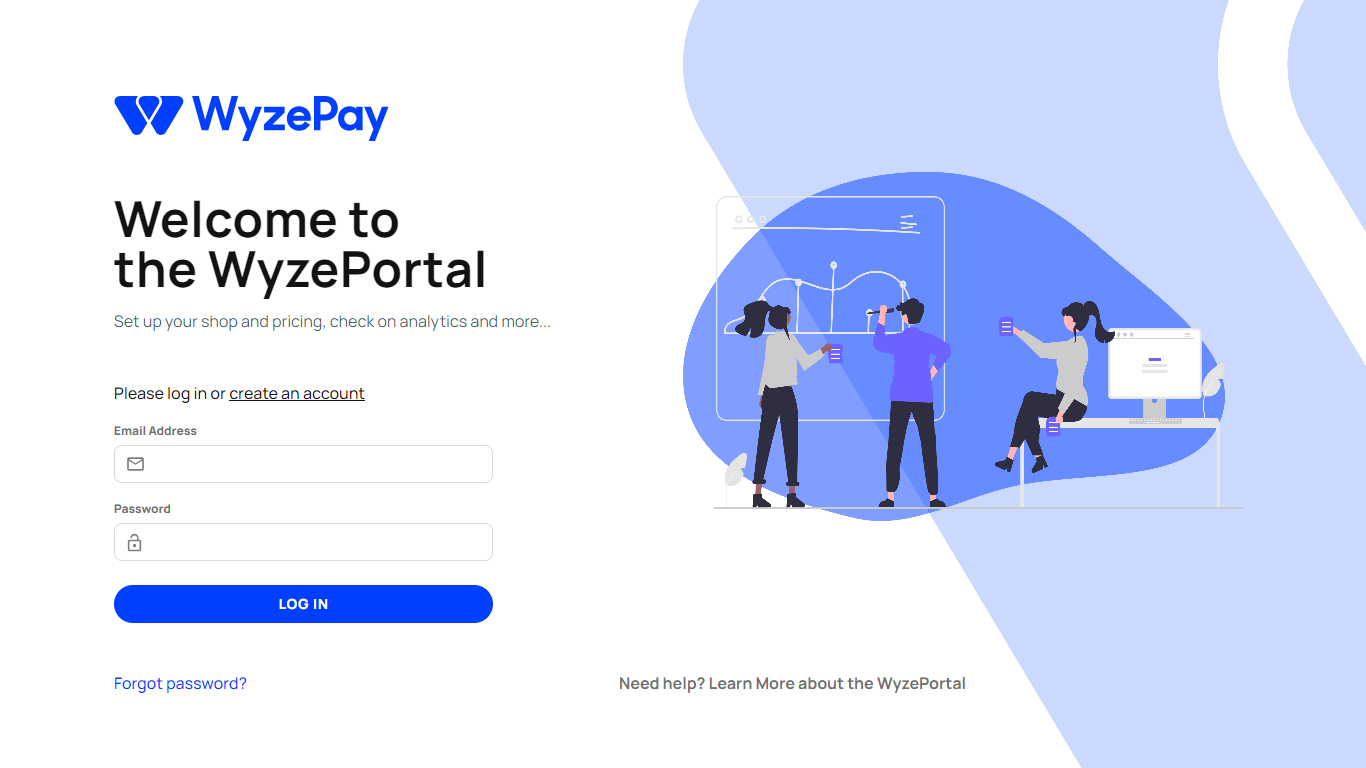 WyzePay
Welcome to
the WyzePortal
Set up your shop and pricing, check on analytics and more...
Please log in or create an account
Email Address
Password
LOG IN
Forgot password?
Need help? Learn More about the WyzePortal